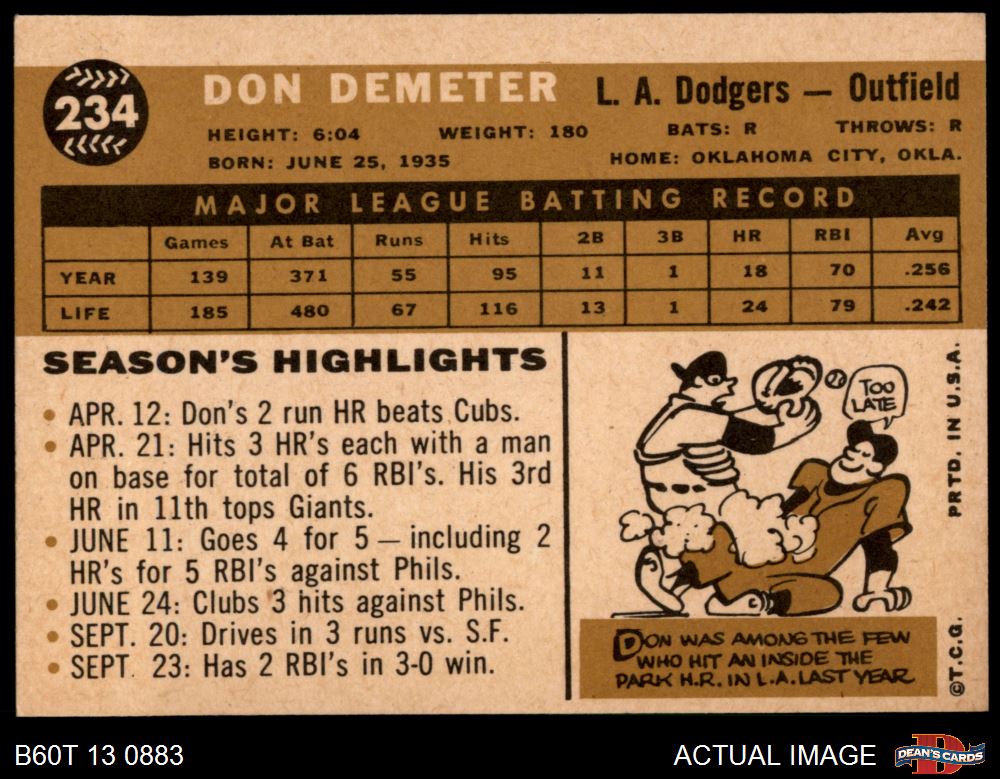 234
DON DEMETER L. A. Dodgers — Outfield
HEIGHT: 6:04 WEIGHT: 180 BATS: R THROWS: R
BORN: JUNE 25, 1935 HOME: OKLAHOMA CITY, OKLA.
MAJOR LEAGUE BATTING RECORD
Games At Bat Runs Hits 2B 3B HR RBI Avg
YEAR 139 371 55 95 11 1 18 70 .256
LIFE 185 480 67 116 13 1 24 79 .242
SEASON'S HIGHLIGHTS
• APR. 12: Don's 2 run HR beats Cubs.
• APR. 21: Hits 3 HR's each with a man
on base for total of 6 RBI's. His 3rd
HR in 11th tops Giants.
• JUNE 11: Goes 4 for 5 — including 2
HR's for 5 RBI's against Phils.
• JUNE 24: Clubs 3 hits against Phils.
• SEPT. 20: Drives in 3 runs vs. S.F.
• SEPT. 23: Has 2 RBI's in 3-0 win.
TOO
LATE
DON WAS AMONG THE FEW
WHO HIT AN INSIDE THE
PARK H.R. IN L.A. LAST YEAR
©T.C.G. PRTD. IN U.S.A.
B60T 13 0883 ACTUAL IMAGE
D
DEAN'S CARDS